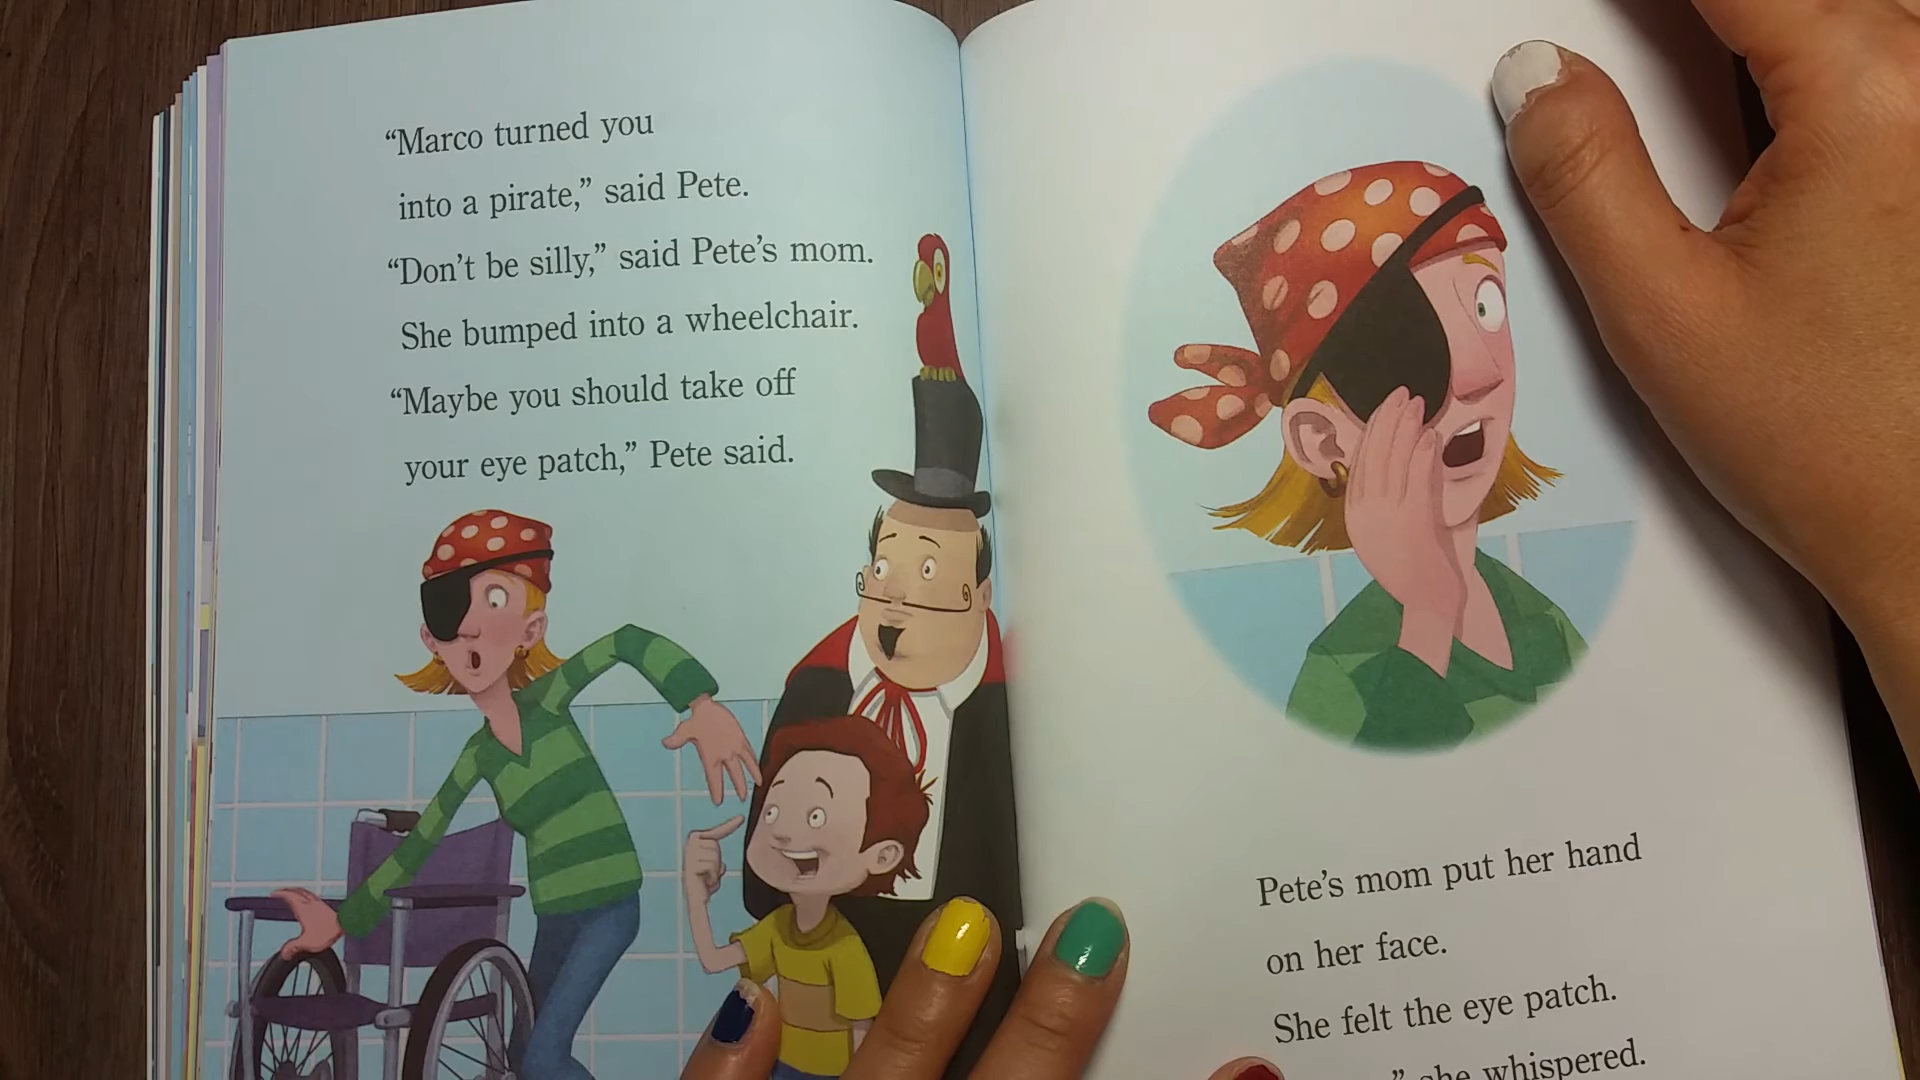 “Marco turned you
into a pirate,” said Pete.
“Don’t be silly,” said Pete’s mom.
She bumped into a wheelchair.
“Maybe you should take off
your eye patch,” Pete said.
Pete’s mom put her hand
on her face.
She felt the eye patch.
” she whispered.